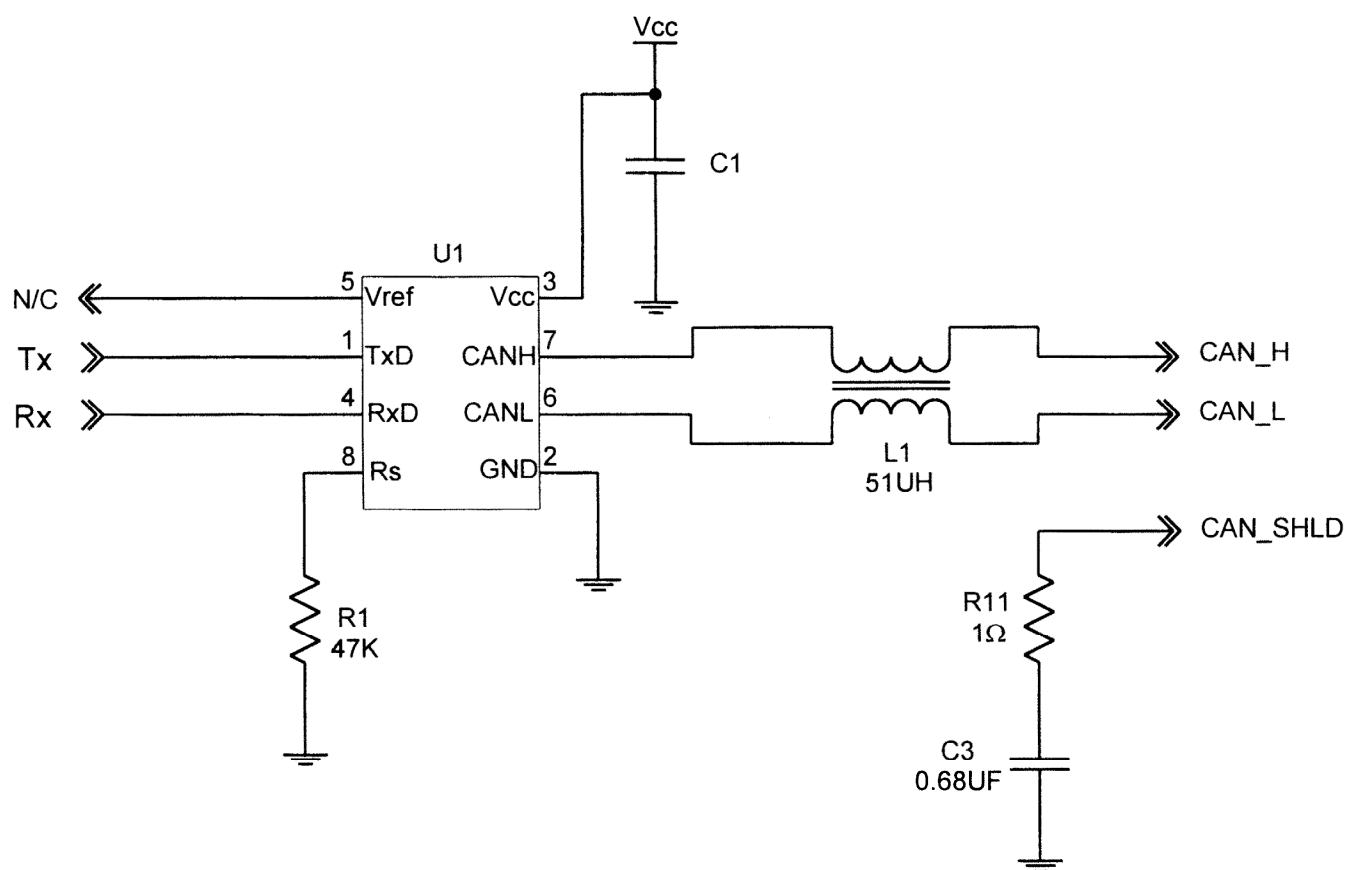 Vcc
C1
U1
N/C
5
Vref
Vcc
3
Tx
1
TxD
CANH
7
CAN_H
Rx
4
RxD
CANL
6
CAN_L
8
Rs
GND
2
L1
51UH
CAN_SHLD
R1
47K
R11
1Ω
C3
0.68UF